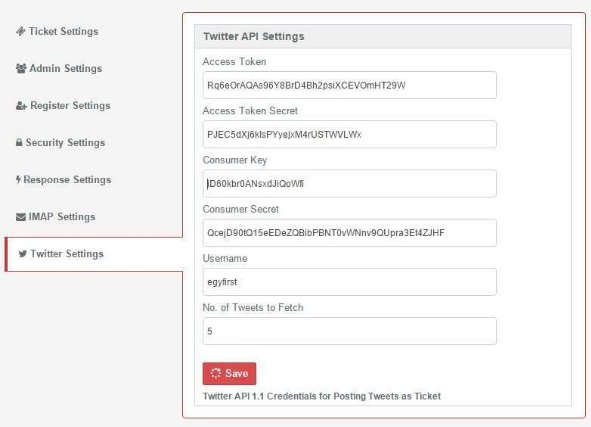 Ticket Settings
Admin Settings
Register Settings
Security Settings
Response Settings
IMAP Settings
Twitter Settings
Twitter API Settings
Access Token
Rq6eOrAQAs96Y8BrD4Bh2psiXCEVOmHT29W
Access Token Secret
PJEC5dXj6kIsPYyejxM4rUSTWVLWx
Consumer Key
jD60kbr0ANsxdJiQoWfi
Consumer Secret
QcejD90tQ15eEDeZQBibPBNT0vWNnv9QUpra3Et4ZJHF
Username
egyfirst
No. of Tweets to Fetch
5
Save
Twitter API 1.1 Credentials for Posting Tweets as Ticket